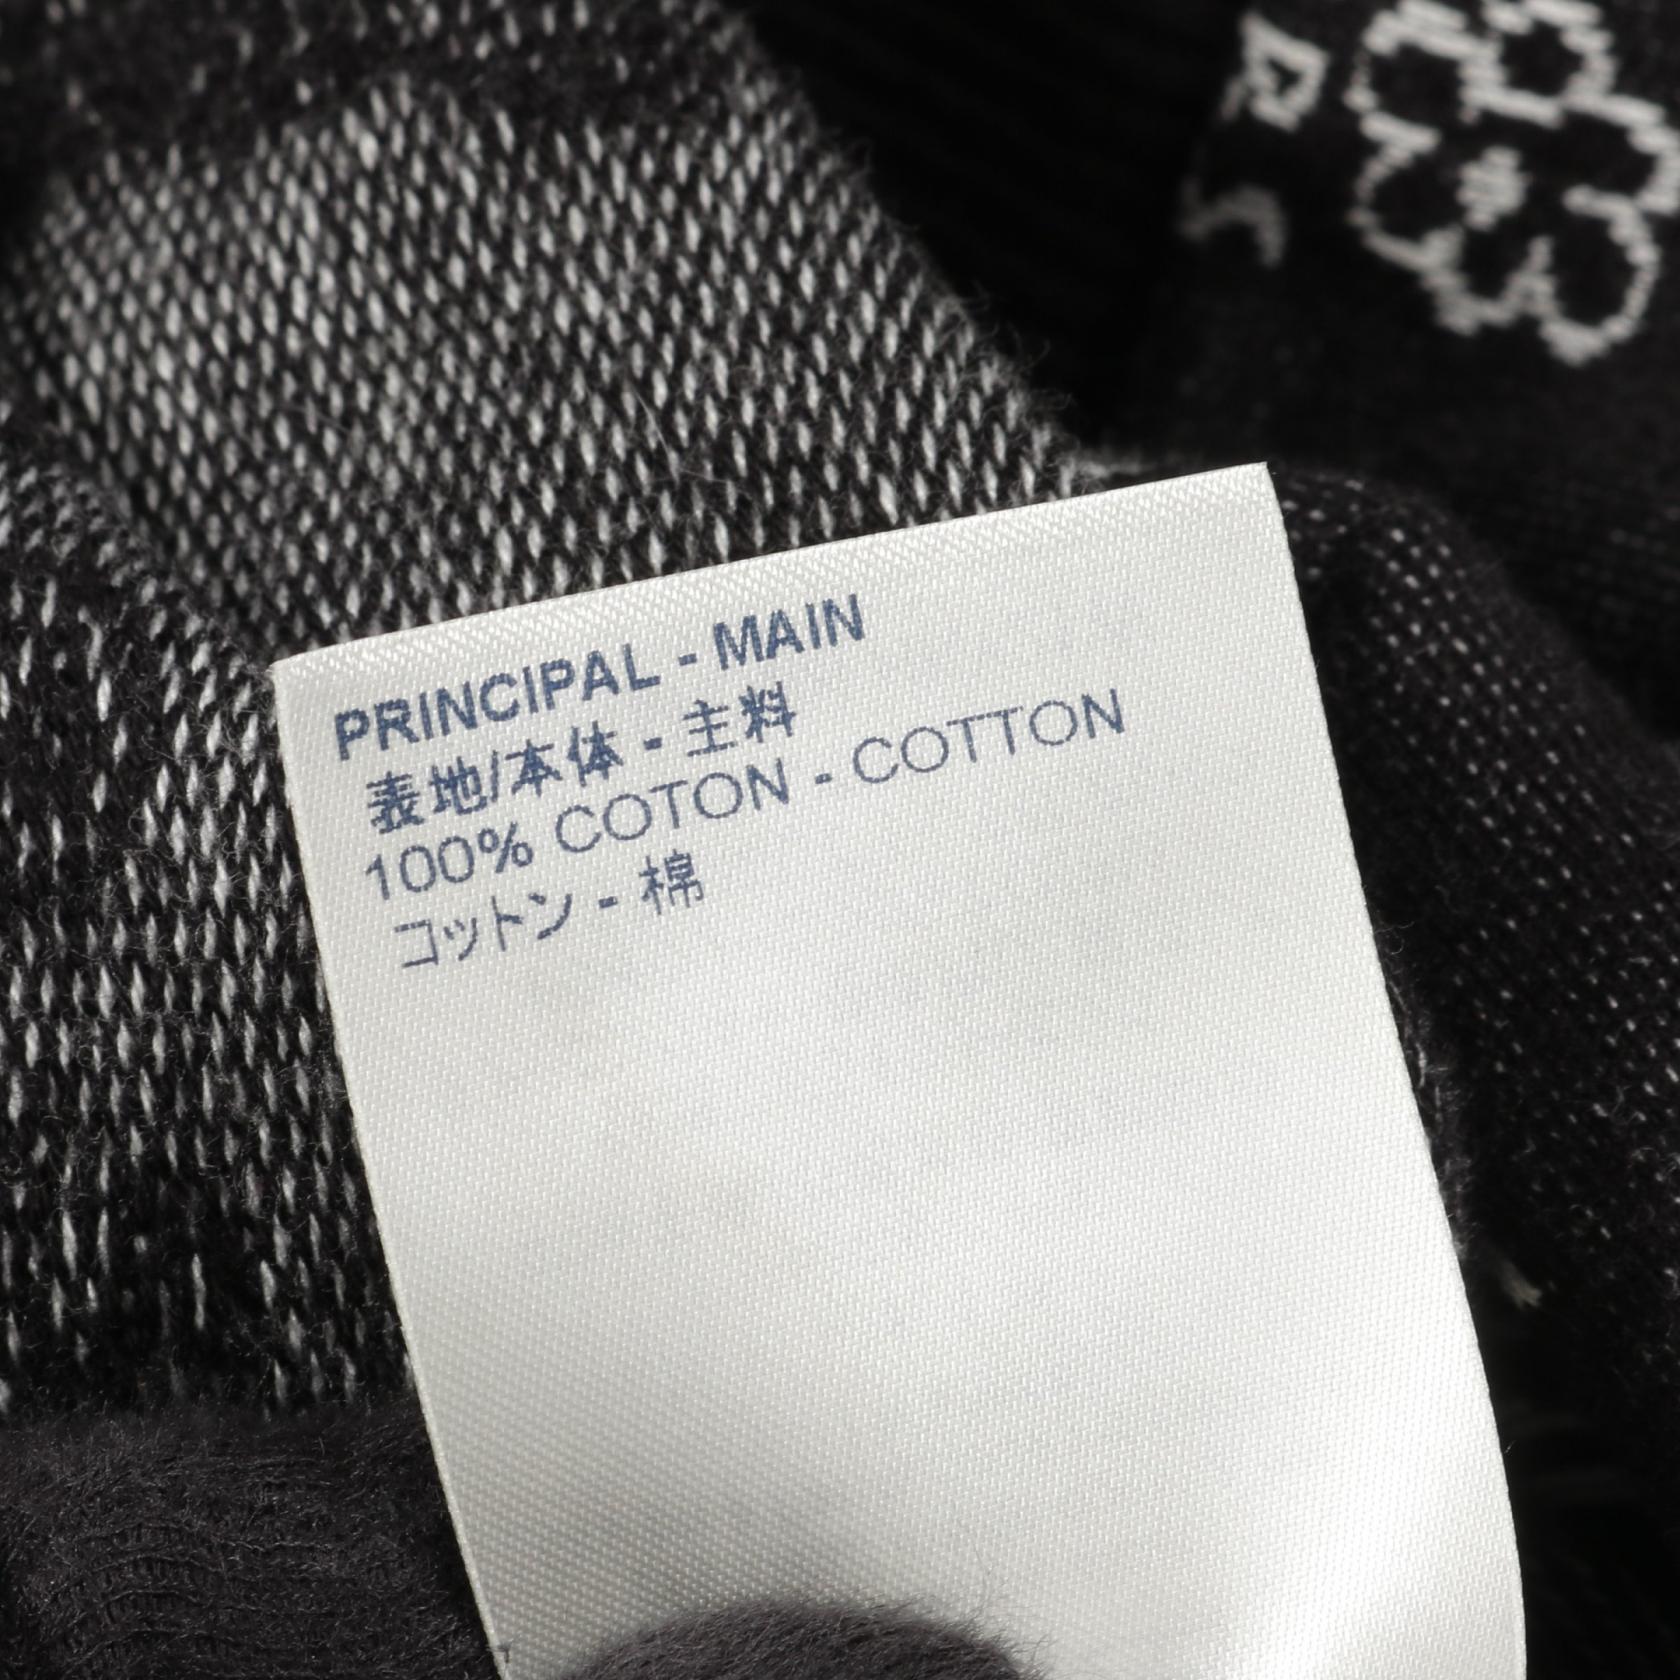 PRINCIPAL - MAIN
表地/本体 - 主料
100% COTON - COTTON
コットン - 棉